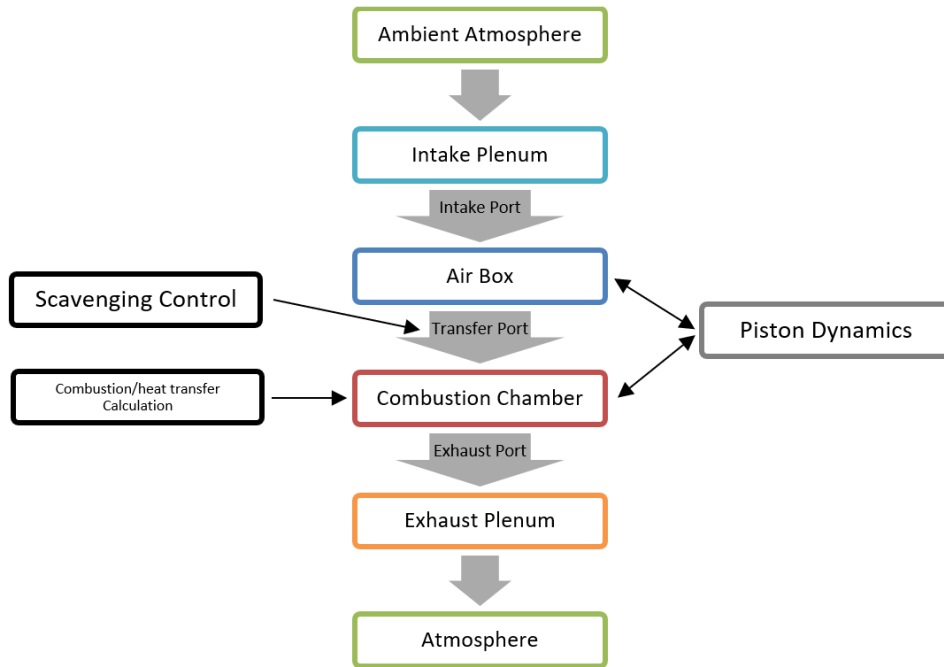 Ambient Atmosphere
Intake Plenum
Intake Port
Air Box
Scavenging Control
Transfer Port
Piston Dynamics
Combustion/heat transfer
Calculation
Combustion Chamber
Exhaust Port
Exhaust Plenum
Atmosphere